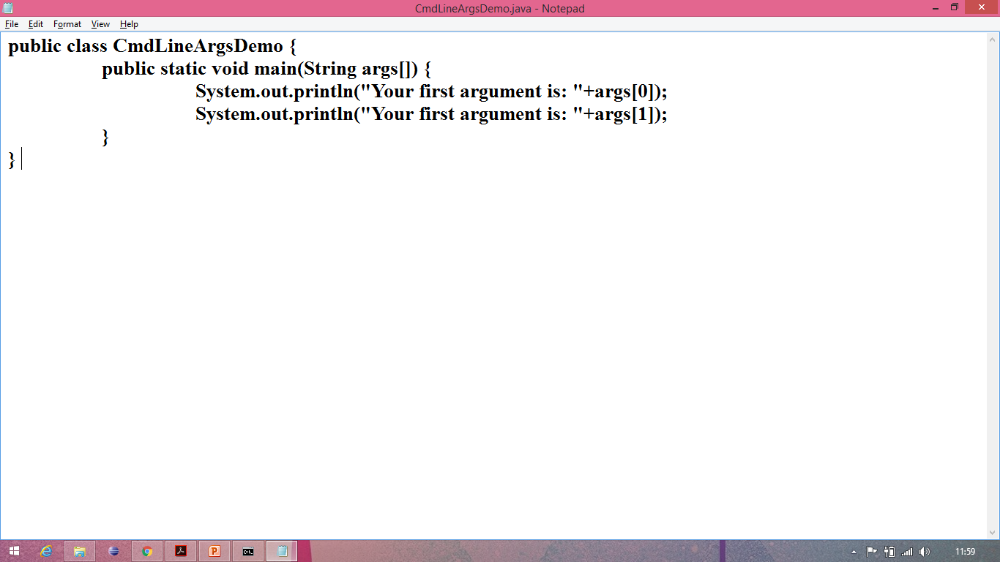 CmdLineArgsDemo.java - Notepad
File Edit Format View Help
public class CmdLineArgsDemo {
public static void main(String args[]) {
System.out.println("Your first argument is: "+args[0]);
System.out.println("Your first argument is: "+args[1]);
}
}
C:\.
11:59